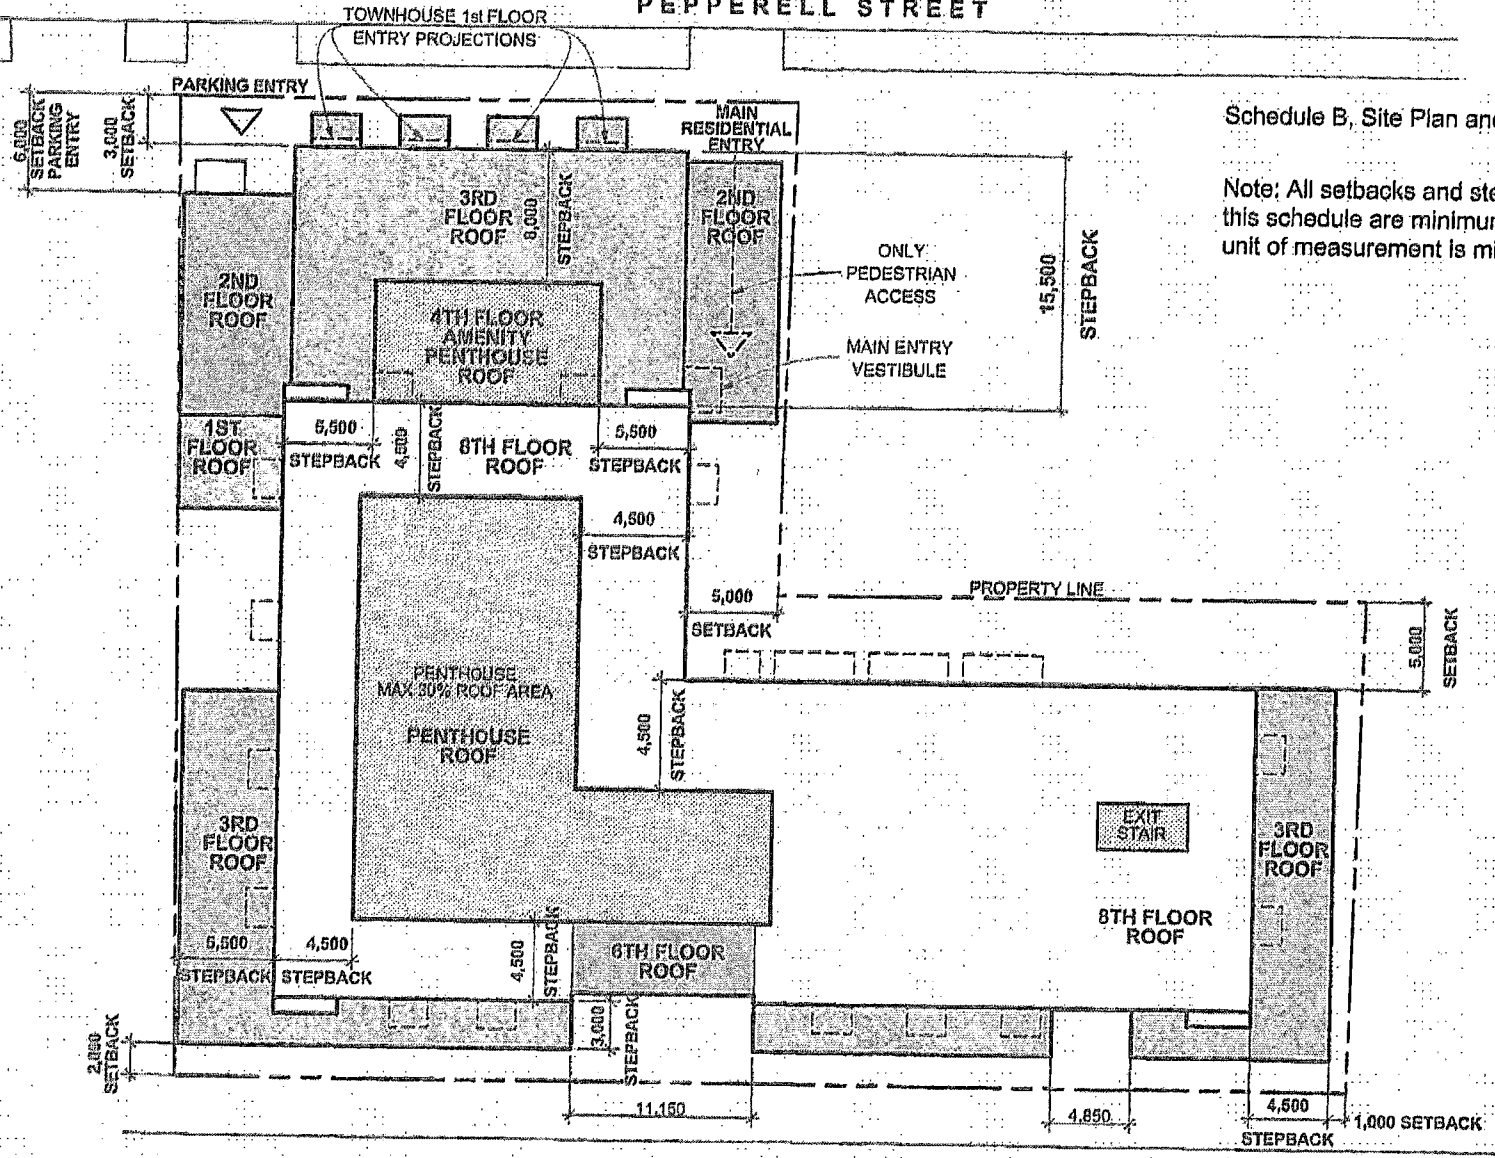 PEPPERELL STREET
TOWNHOUSE 1st FLOOR
ENTRY PROJECTIONS
PARKING ENTRY
6,000
SETBACK
PARKING
ENTRY
3,000
SETBACK
MAIN
RESIDENTIAL
ENTRY
Schedule B, Site Plan and
Note: All setbacks and ste
this schedule are minimu
unit of measurement is mi
3RD
FLOOR
ROOF
8,000
STEPBACK
2ND
FLOOR
ROOF
ONLY
PEDESTRIAN
ACCESS
15,500
STEPBACK
2ND
FLOOR
ROOF
4TH FLOOR
AMENITY
PENTHOUSE
ROOF
MAIN ENTRY
VESTIBULE
1ST
FLOOR
ROOF
5,500
STEPBACK
4,500
STEPBACK
8TH FLOOR
ROOF
5,500
STEPBACK
4,500
STEPBACK
5,000
SETBACK
PROPERTY LINE
5,000
SETBACK
PENTHOUSE
MAX 30% ROOF AREA
PENTHOUSE
ROOF
4,500
STEPBACK
EXIT
STAIR
3RD
FLOOR
ROOF
3RD
FLOOR
ROOF
8TH FLOOR
ROOF
5,500
STEPBACK
4,500
STEPBACK
4,500
STEPBACK
6TH FLOOR
ROOF
3,000
STEPBACK
2,000
SETBACK
11,150
4,850
4,500
STEPBACK
1,000 SETBACK